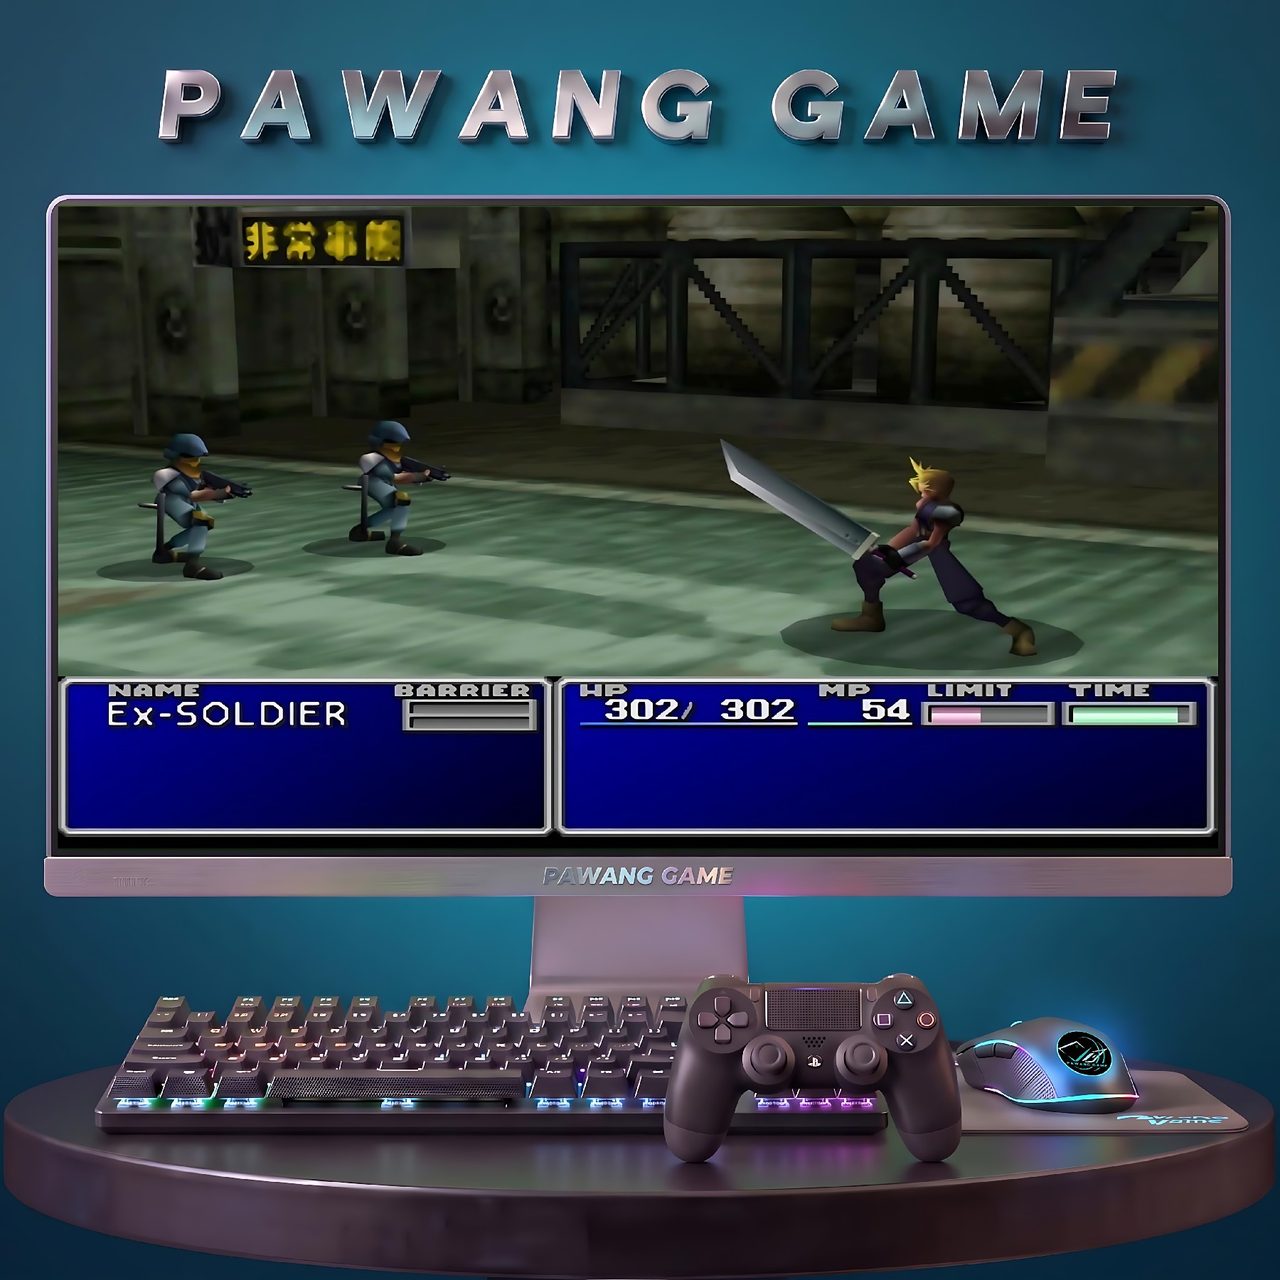 PAWANG GAME
非常事態
NAME BARRIER HP MP LIMIT TIME
Ex-SOLDIER 302/ 302 54
PAWANG GAME